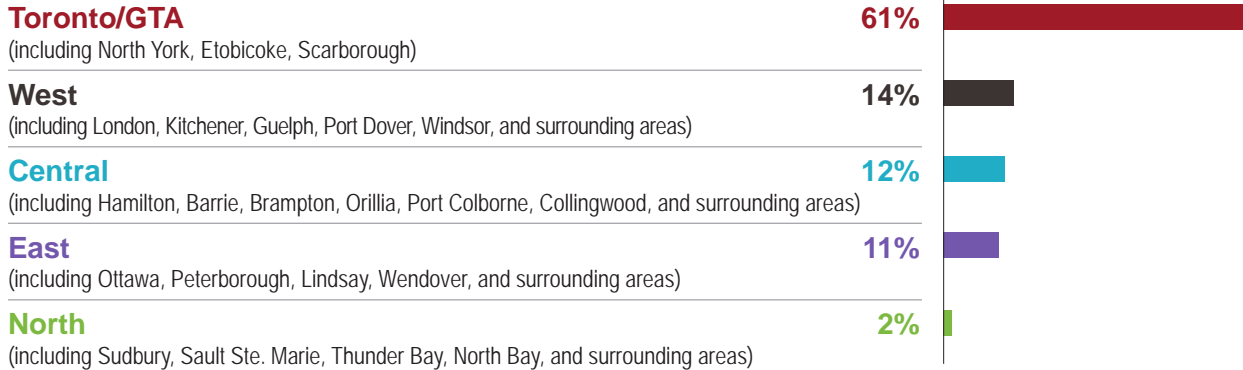 Toronto/GTA 61%
(including North York, Etobicoke, Scarborough)
West 14%
(including London, Kitchener, Guelph, Port Dover, Windsor, and surrounding areas)
Central 12%
(including Hamilton, Barrie, Brampton, Orillia, Port Colborne, Collingwood, and surrounding areas)
East 11%
(including Ottawa, Peterborough, Lindsay, Wendover, and surrounding areas)
North 2%
(including Sudbury, Sault Ste. Marie, Thunder Bay, North Bay, and surrounding areas)